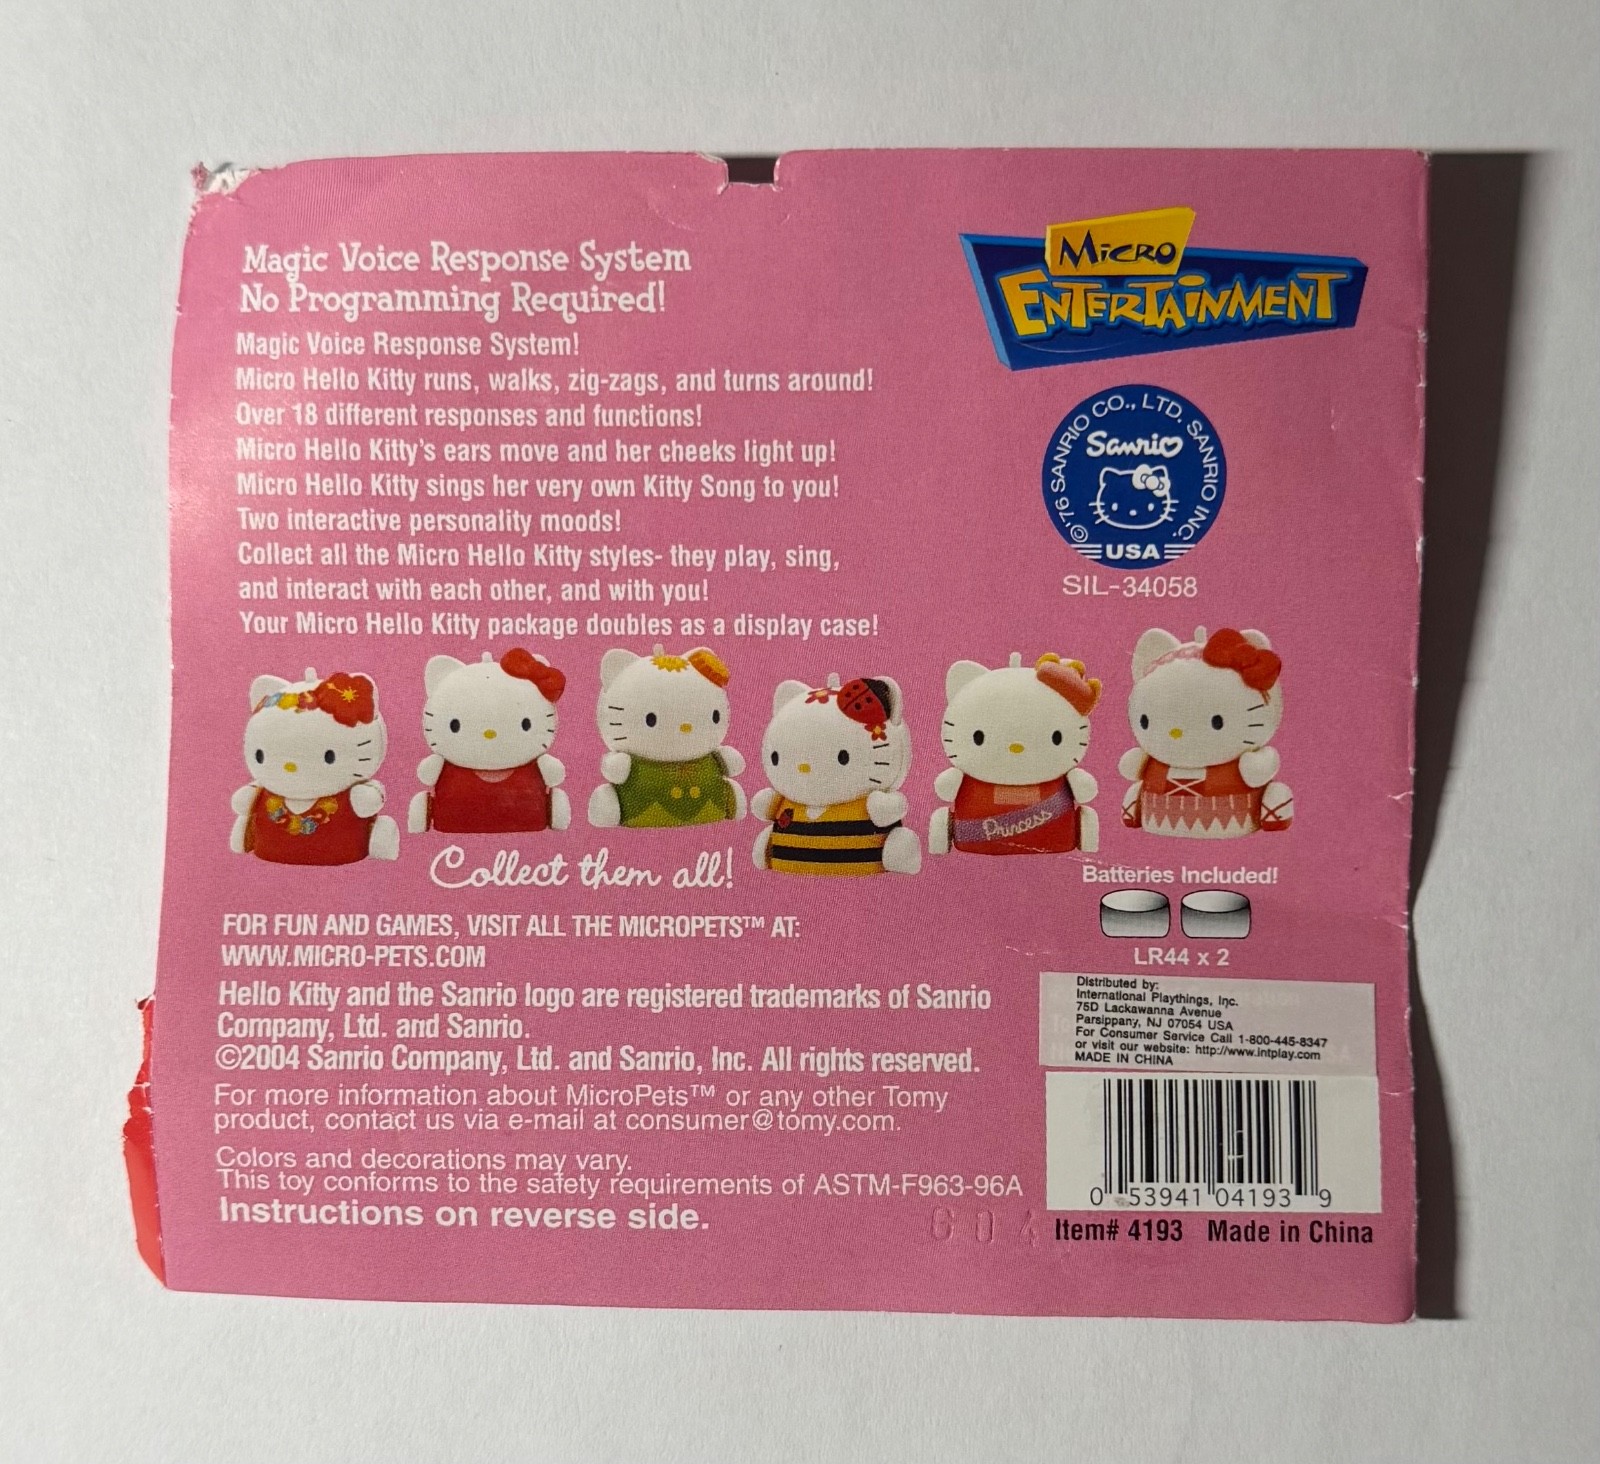 Magic Voice Response System
No Programming Required!
Magic Voice Response System!
Micro Hello Kitty runs, walks, zig-zags, and turns around!
Over 18 different responses and functions!
Micro Hello Kitty's ears move and her cheeks light up!
Micro Hello Kitty sings her very own Kitty Song to you!
Two interactive personality moods!
Collect all the Micro Hello Kitty styles- they play, sing,
and interact with each other, and with you!
Your Micro Hello Kitty package doubles as a display case!
MICRO
ENTERTAINMENT
©'76 SANRIO CO., LTD. SANRIO INC.
Sanrio
USA
SIL-34058
Princess
Collect them all!
Batteries Included!
LR44 x 2
FOR FUN AND GAMES, VISIT ALL THE MICROPETS™ AT:
WWW.MICRO-PETS.COM
Hello Kitty and the Sanrio logo are registered trademarks of Sanrio
Company, Ltd. and Sanrio.
©2004 Sanrio Company, Ltd. and Sanrio, Inc. All rights reserved.
For more information about MicroPets™ or any other Tomy
product, contact us via e-mail at consumer@tomy.com.
Colors and decorations may vary.
This toy conforms to the safety requirements of ASTM-F963-96A
Instructions on reverse side.
Distributed by:
International Playthings, Inc.
75D Lackawanna Avenue
Parsippany, NJ 07054 USA
For Consumer Service Call 1-800-445-8347
or visit our website: http://www.intplay.com
MADE IN CHINA
0 53941 04193 9
Item# 4193 Made in China